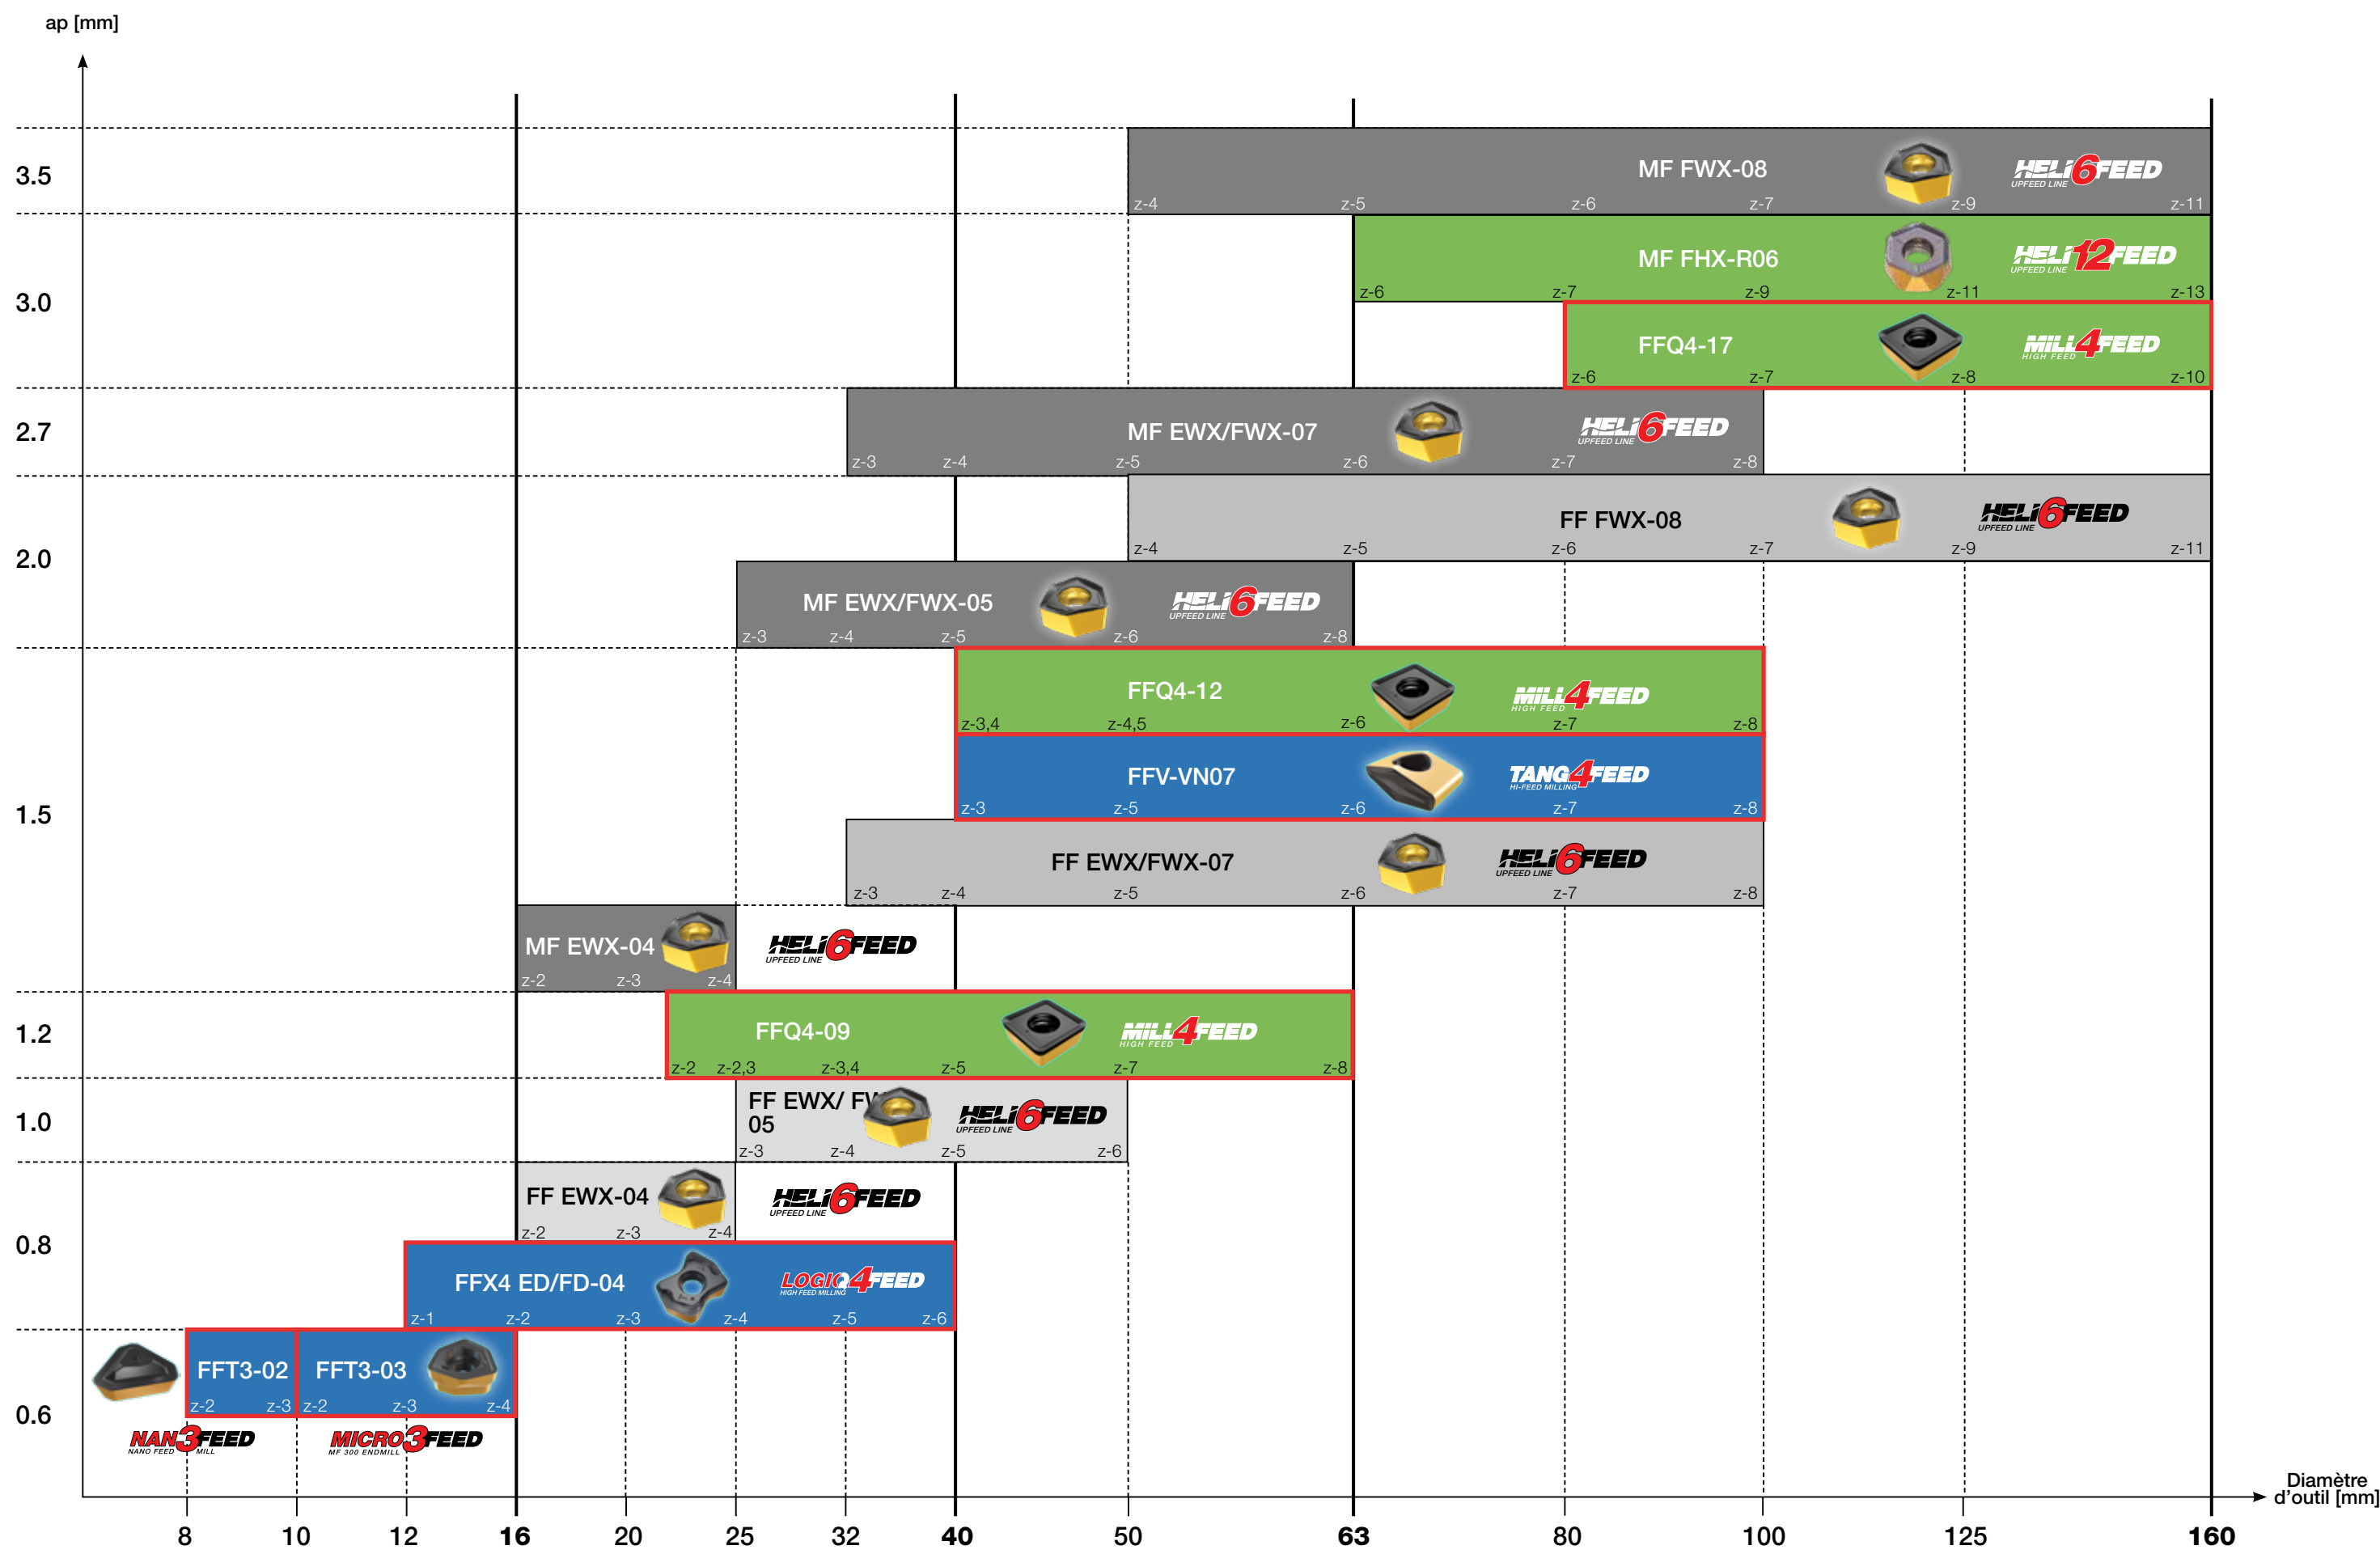 ap [mm]
3.5
MF FWX-08
HELI6FEED
UPFEED LINE
z-4 z-5 z-6 z-7 z-9 z-11
MF FHX-R06
HELI12FEED
UPFEED LINE
z-6 z-7 z-9 z-11 z-13
3.0
FFQ4-17
MILL4FEED
HIGH FEED
z-6 z-7 z-8 z-10
2.7
MF EWX/FWX-07
HELI6FEED
UPFEED LINE
z-3 z-4 z-5 z-6 z-7 z-8
FF FWX-08
HELI6FEED
UPFEED LINE
z-4 z-5 z-6 z-7 z-9 z-11
2.0
MF EWX/FWX-05
HELI6FEED
UPFEED LINE
z-3 z-4 z-5 z-6 z-8
FFQ4-12
MILL4FEED
HIGH FEED
z-3,4 z-4,5 z-6 z-7 z-8
FFV-VN07
TANG4FEED
HI-FEED MILLING
z-3 z-5 z-6 z-7 z-8
1.5
FF EWX/FWX-07
HELI6FEED
UPFEED LINE
z-3 z-4 z-5 z-6 z-7 z-8
MF EWX-04
HELI6FEED
UPFEED LINE
z-2 z-3 z-4
1.2
FFQ4-09
MILL4FEED
HIGH FEED
z-2 z-2,3 z-3,4 z-5 z-7 z-8
1.0
FF EWX/
05
HELI6FEED
UPFEED LINE
z-3 z-4 z-5 z-6
FF EWX-04
HELI6FEED
UPFEED LINE
z-2 z-3 z-4
0.8
FFX4 ED/FD-04
LOGIQ4FEED
HIGH FEED MILLING
z-1 z-2 z-3 z-4 z-5 z-6
FFT3-02 FFT3-03
z-2 z-3 z-2 z-3 z-4
0.6
NAN3FEED
NANO FEED MILL
MICRO3FEED
MF 300 ENDMILL
Diamètre
d'outil [mm]
8 10 12 16 20 25 32 40 50 63 80 100 125 160